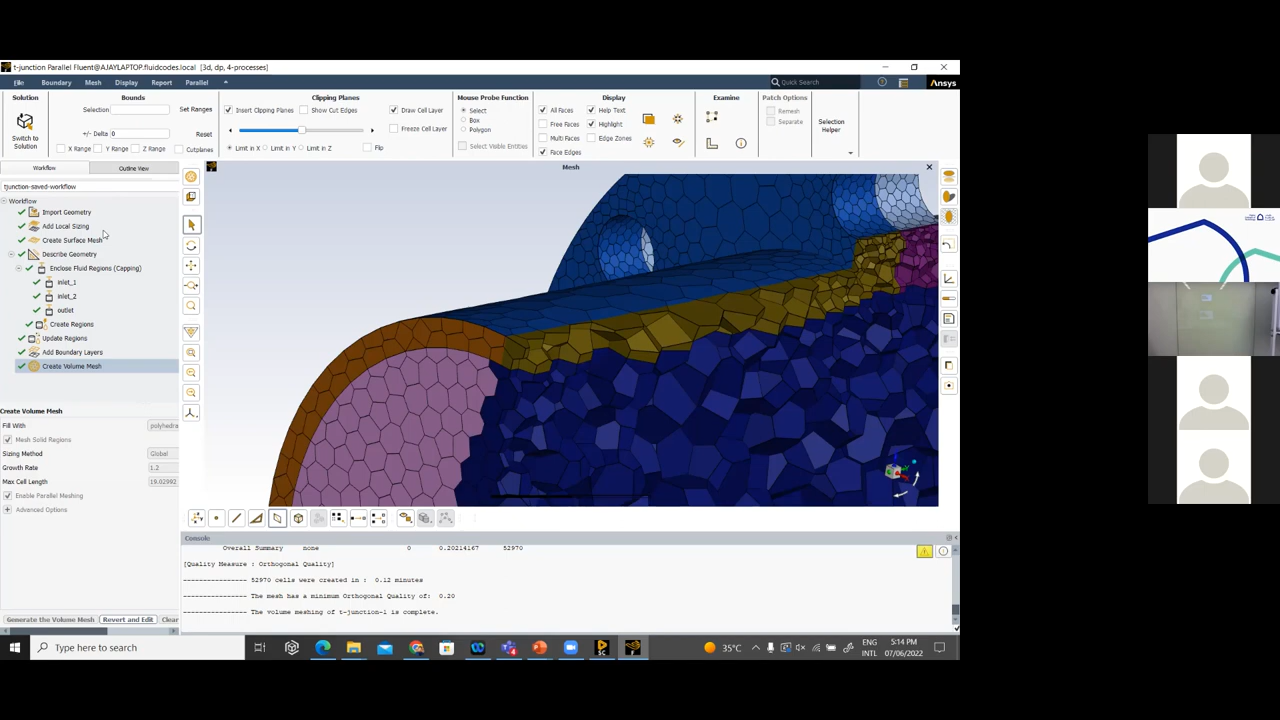 t-junction Parallel Fluent@AJAYLAPTOP.fluidcodes.local [3d, dp, 4-processes]
File Boundary Mesh Display Report Parallel Quick Search Ansys
Solution Bounds Clipping Planes Mouse Probe Function Display Examine Patch Options
Selection Set Ranges Insert Clipping Planes Show Cut Edges Draw Cell Layer Select All Faces Help Text Remesh
Box Free Faces Highlight Separate Selection Helper
+/- Delta 0 Reset Freeze Cell Layer Polygon Multi Faces Edge Zones
Switch to Solution
X Range Y Range Z Range Cutplanes Limit in X Limit in Y Limit in Z Flip Select Visible Entities Face Edges
Workflow Outline View Mesh
tjunction-saved-workflow
Workflow
Import Geometry
Add Local Sizing
Create Surface Mesh
Describe Geometry
Enclose Fluid Regions (Capping)
inlet_1
inlet_2
outlet
Create Regions
Update Regions
Add Boundary Layers
Create Volume Mesh
Create Volume Mesh
Fill With polyhedra
Mesh Solid Regions
Sizing Method Global
Growth Rate 1.2
Max Cell Length 19.02992
Enable Parallel Meshing
Advanced Options
Generate the Volume Mesh Revert and Edit Clear
Console
Overall Summary none 0 0.20214167 52970
[Quality Measure : Orthogonal Quality]
---------------- 52970 cells were created in : 0.12 minutes
---------------- The mesh has a minimum Orthogonal Quality of: 0.20
---------------- The volume meshing of t-junction-1 is complete.
Type here to search
35°C
ENG
INTL
5:14 PM
07/06/2022